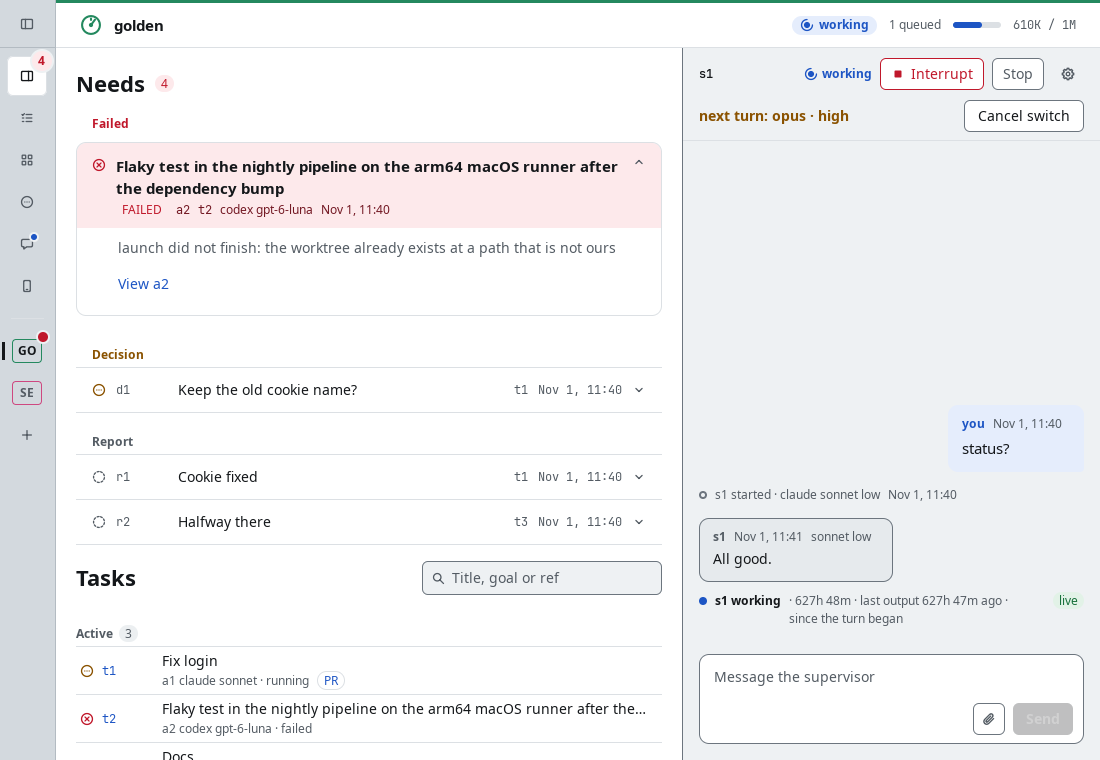 golden
working
1 queued
610K / 1M
4
GO
SE
Needs 4
Failed
Flaky test in the nightly pipeline on the arm64 macOS runner after
the dependency bump
FAILED a2 t2 codex gpt-6-luna Nov 1, 11:40
launch did not finish: the worktree already exists at a path that is not ours
View a2
Decision
d1 Keep the old cookie name? t1 Nov 1, 11:40
Report
r1 Cookie fixed t1 Nov 1, 11:40
r2 Halfway there t3 Nov 1, 11:40
Tasks
Title, goal or ref
Active 3
t1 Fix login
a1 claude sonnet · running PR
t2 Flaky test in the nightly pipeline on the arm64 macOS runner after the…
a2 codex gpt-6-luna · failed
Docs
s1 working Interrupt Stop
next turn: opus · high Cancel switch
you Nov 1, 11:40
status?
s1 started · claude sonnet low Nov 1, 11:40
s1 Nov 1, 11:41 sonnet low
All good.
s1 working · 627h 48m · last output 627h 47m ago · live
since the turn began
Message the supervisor
Send